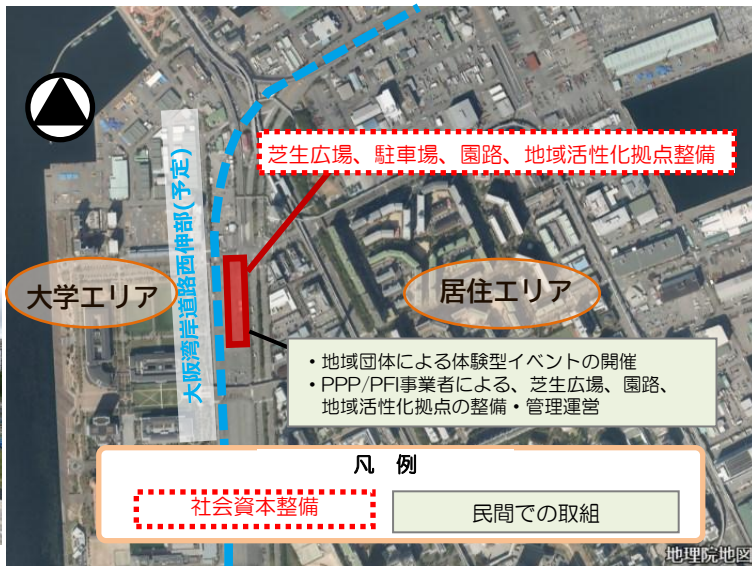 芝生広場、駐車場、園路、地域活性化拠点整備
大阪湾岸道路西伸部(予定)
大学エリア
居住エリア
・地域団体による体験型イベントの開催
・PPP/PFI事業者による、芝生広場、園路、
地域活性化拠点の整備・管理運営
凡 例
社会資本整備
民間での取組
地理院地図